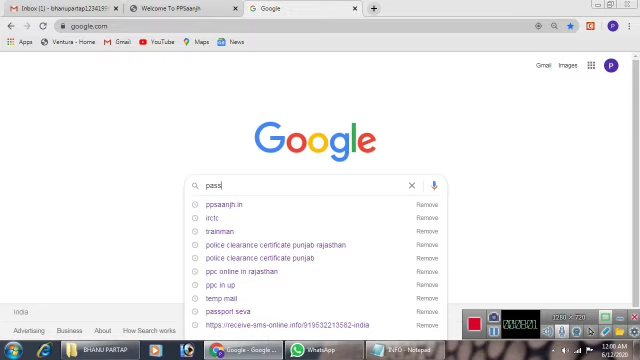 Inbox (9) - bhanupartap1234199
Welcome To PPSaanjh
Google
google.com
Apps
Ventura - Home
Gmail
YouTube
Maps
News
Gmail
Images
P
Google
pass
ppsaanjh.in
Remove
irctc
Remove
trainman
Remove
police clearance certificate punjab rajasthan
Remove
police clearance certificate punjab
Remove
ppc online in rajasthan
Remove
ppc in up
Remove
temp mail
Remove
passport seva
Remove
https://receive-sms-online.info/919532213582-india
Remove
India
Advertising
Business
About
How Search works
1280 × 720
BHANU PARTAP
Google - Google ...
WhatsApp
INFO - Notepad
12:00 AM
6/12/2020